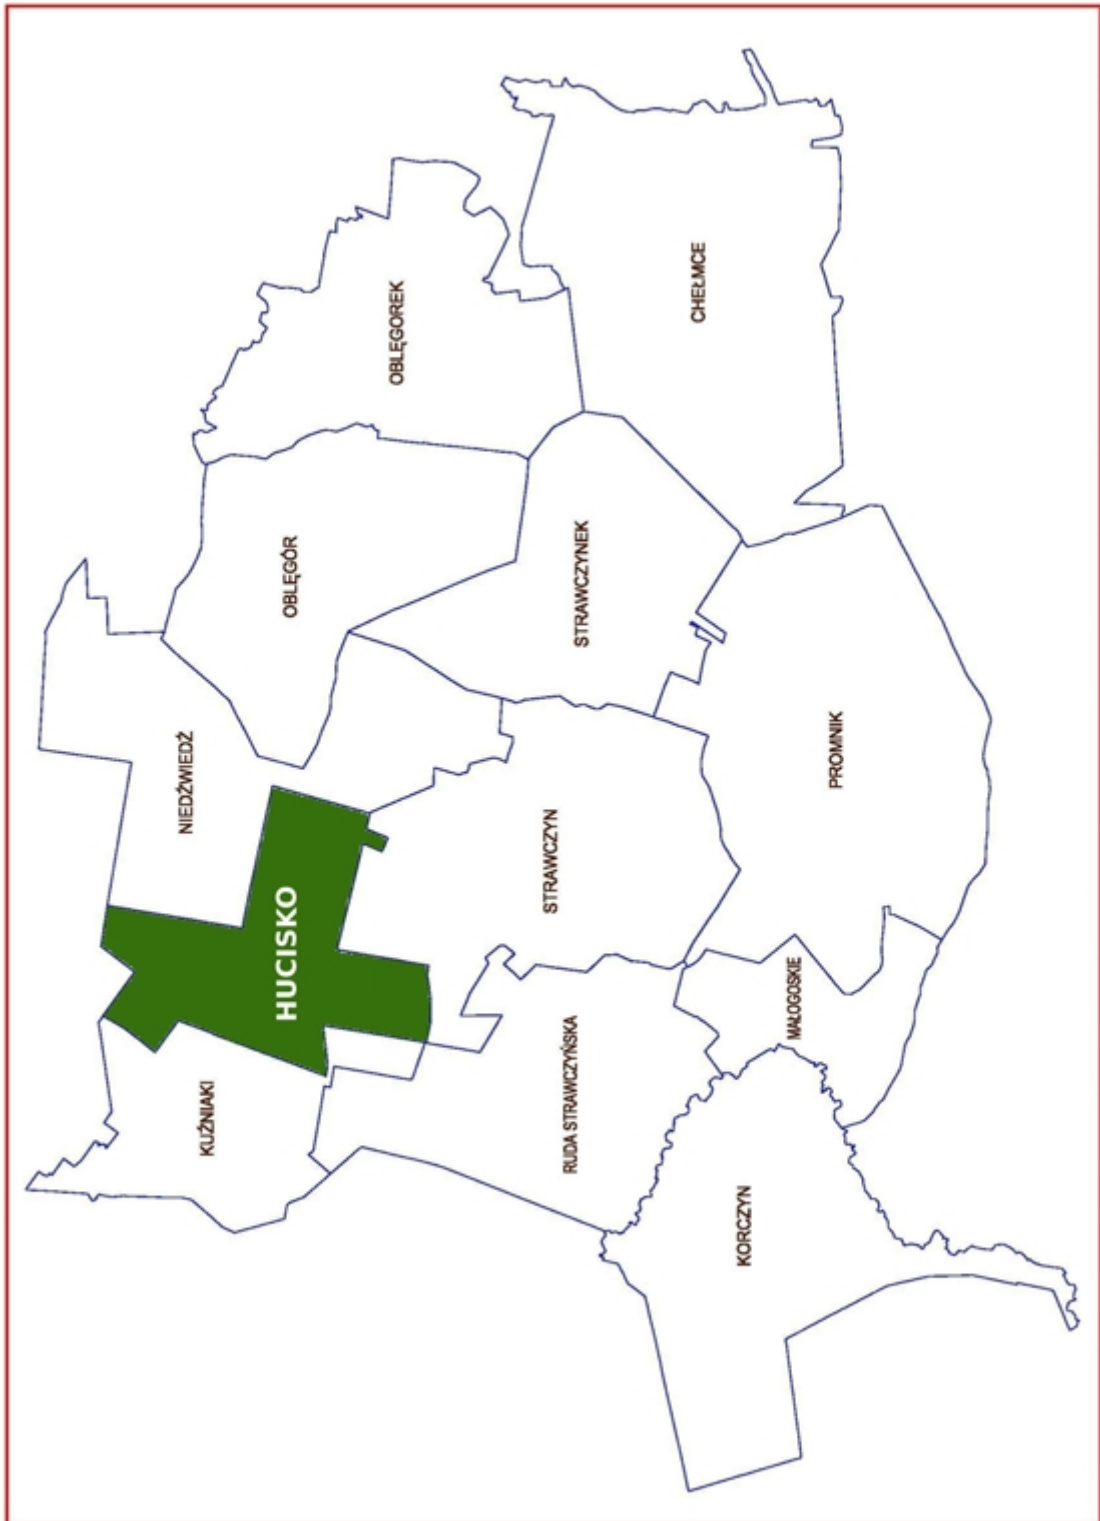 KUŹNIAKI
HUCISKO
NIEDŹWIEDŹ
OBLĘGÓR
OBLĘGOREK
RUDA STRAWCZYŃSKA
STRAWCZYN
STRAWCZYNEK
CHEŁMCE
KORCZYN
MAŁOGOSKIE
PROMNIK